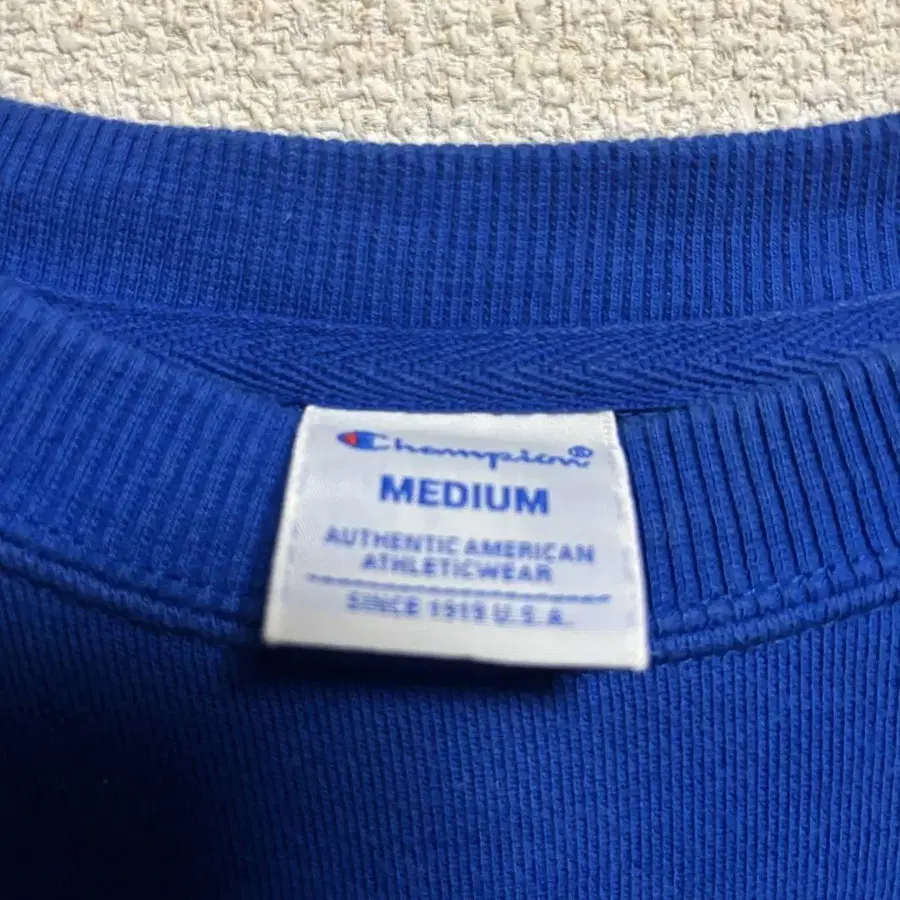 Champion®
MEDIUM
AUTHENTIC AMERICAN
ATHLETICWEAR
SINCE 1919 U.S.A.